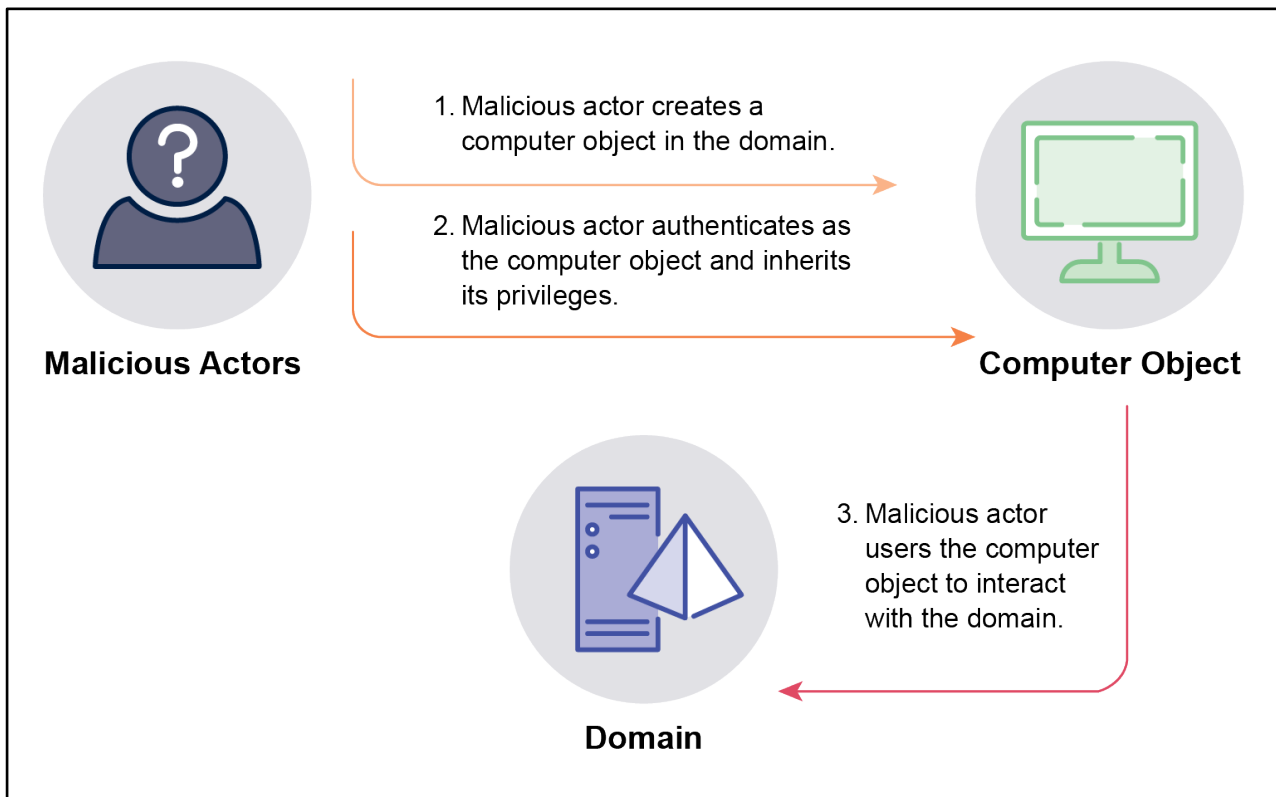 1. Malicious actor creates a
computer object in the domain.
2. Malicious actor authenticates as
the computer object and inherits
its privileges.
?
Malicious Actors
Computer Object
3. Malicious actor
users the computer
object to interact
with the domain.
Domain